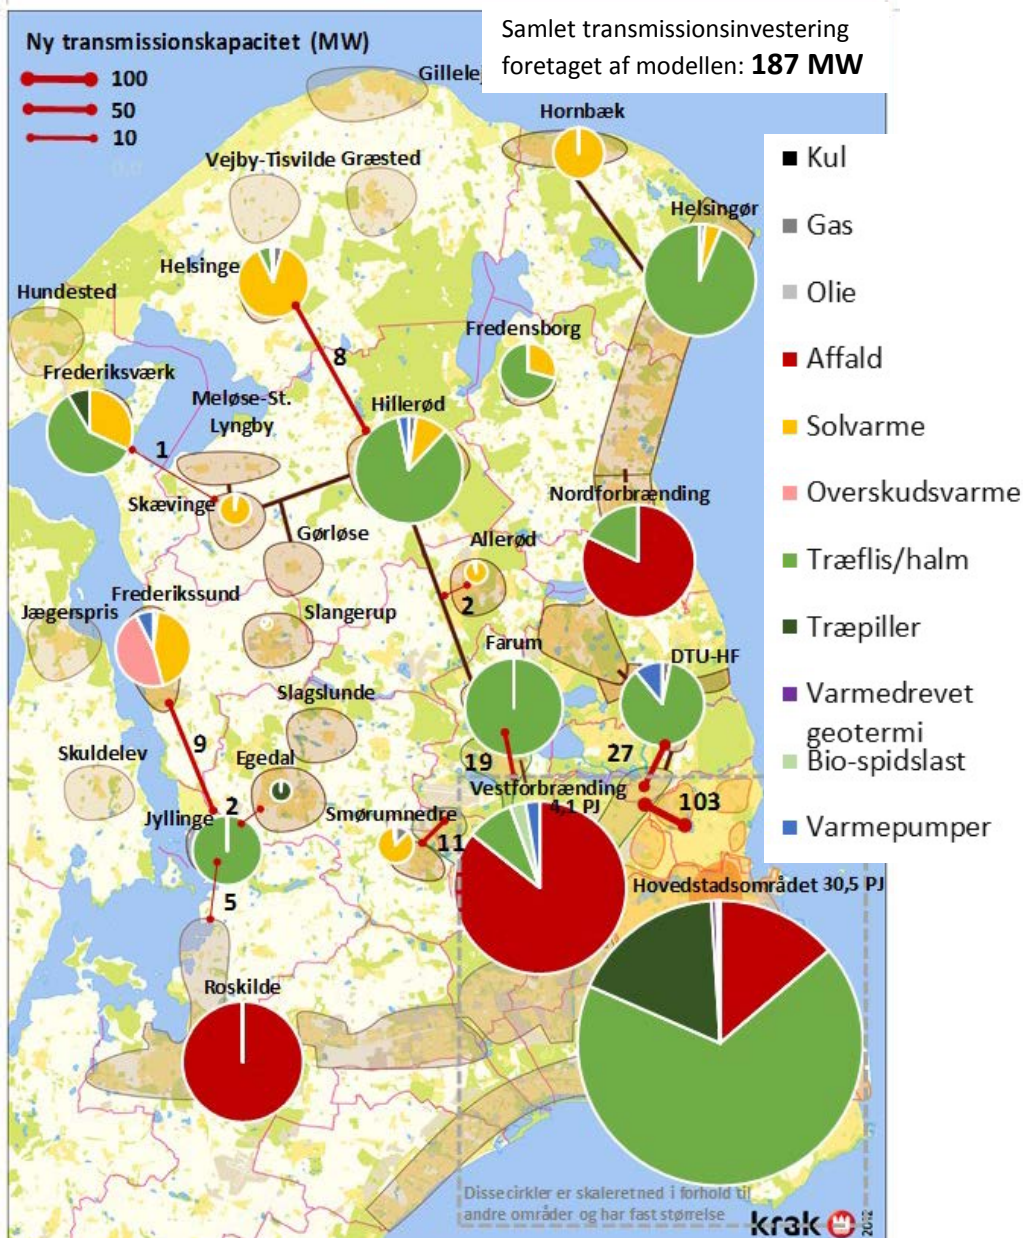 Ny transmissionskapacitet (MW)
100
50
10
0,0
Samlet transmissionsinvestering
foretaget af modellen: 187 MW
Hornbæk
Vejby-Tisvilde Græsted
Helsingør
Helsinge
Hundested
Fredensborg
8
Frederiksværk
Meløse-St.
Lyngby
Hillerød
1
Skævinge
Nordforbrænding
Gørløse
Allerød
Frederikssund
Jægerspris
Slangerup
2
Farum
DTU-HF
Slagslunde
9
Skuldelev
Egedal
19
27
Vestforbrænding
4,1 PJ
103
2
Jyllinge
Smørumnedre
11
Hovedstadsområdet 30,5 PJ
5
Roskilde
Disse cirkler er skaleret ned i forhold til
andre områder og har fast størrelse
krak
2012
Kul
Gas
Olie
Affald
Solvarme
Overskudsvarme
Træflis/halm
Træpiller
Varmedrevet
geotermi
Bio-spidslast
Varmepumper